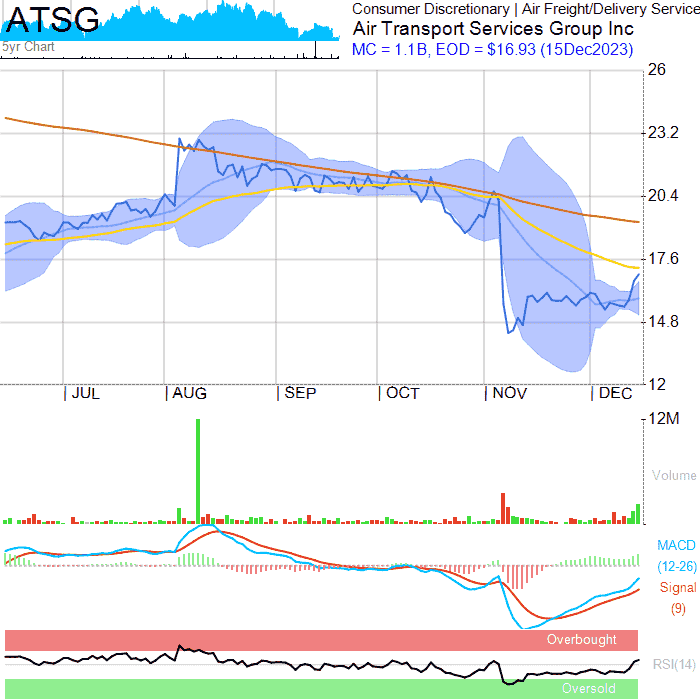 ATSG
5yr Chart
Consumer Discretionary | Air Freight/Delivery Service
Air Transport Services Group Inc
MC = 1.1B, EOD = $16.93 (15Dec2023)
26
23.2
20.4
17.6
14.8
12
JUL AUG SEP OCT NOV DEC
12M
Volume
MACD
(12-26)
Signal
(9)
Overbought
RSI(14)
Oversold